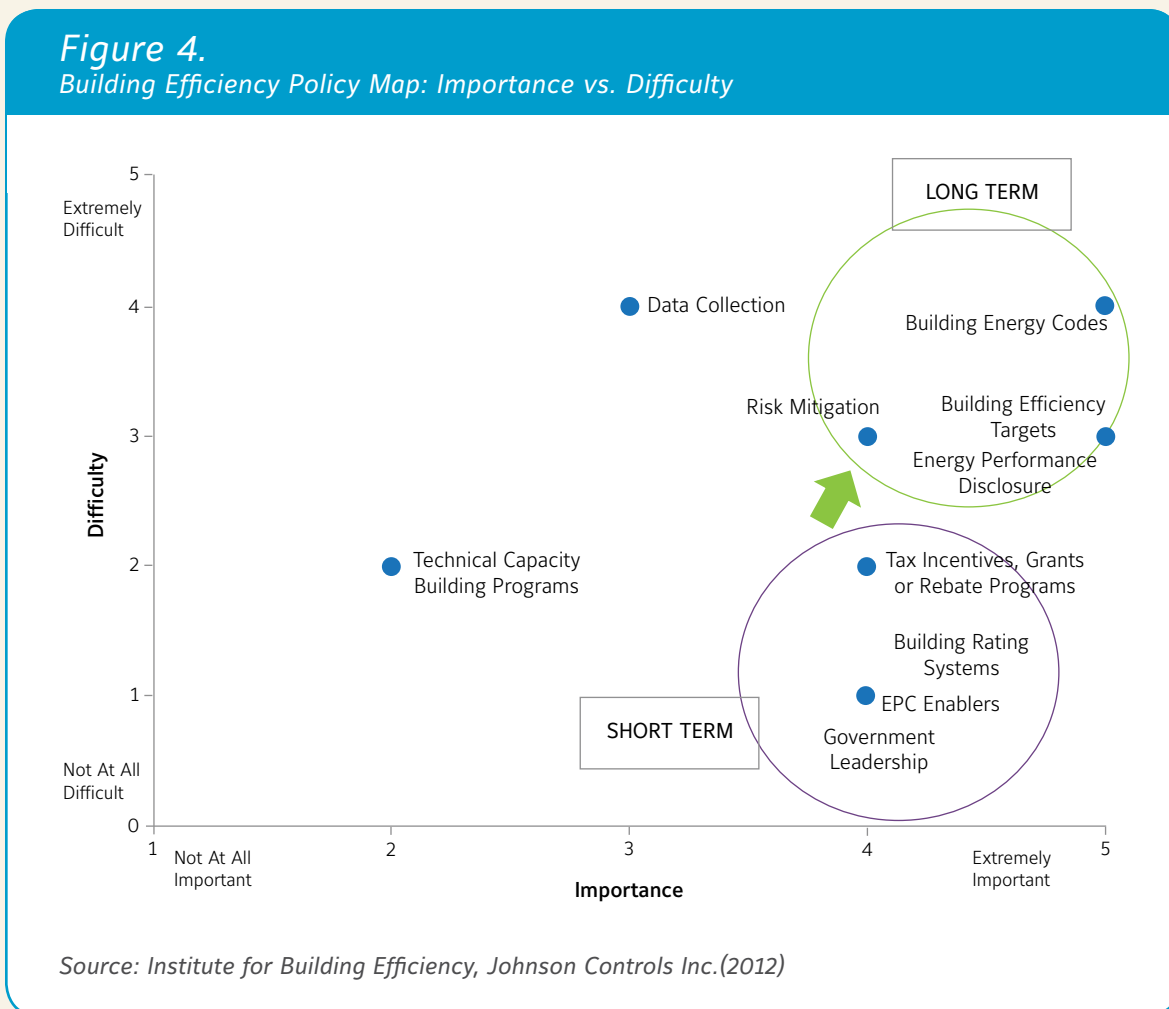 Figure 4.
Building Efficiency Policy Map: Importance vs. Difficulty
5
Extremely
Difficult
4
3
2
1
Not At All
Difficult
0
Difficulty
LONG TERM
Data Collection
Building Energy Codes
Risk Mitigation
Building Efficiency
Targets
Energy Performance
Disclosure
Technical Capacity
Building Programs
Tax Incentives, Grants
or Rebate Programs
Building Rating
Systems
EPC Enablers
SHORT TERM
Government
Leadership
1
2
3
4
5
Not At All
Important
Extremely
Important
Importance
Source: Institute for Building Efficiency, Johnson Controls Inc.(2012)